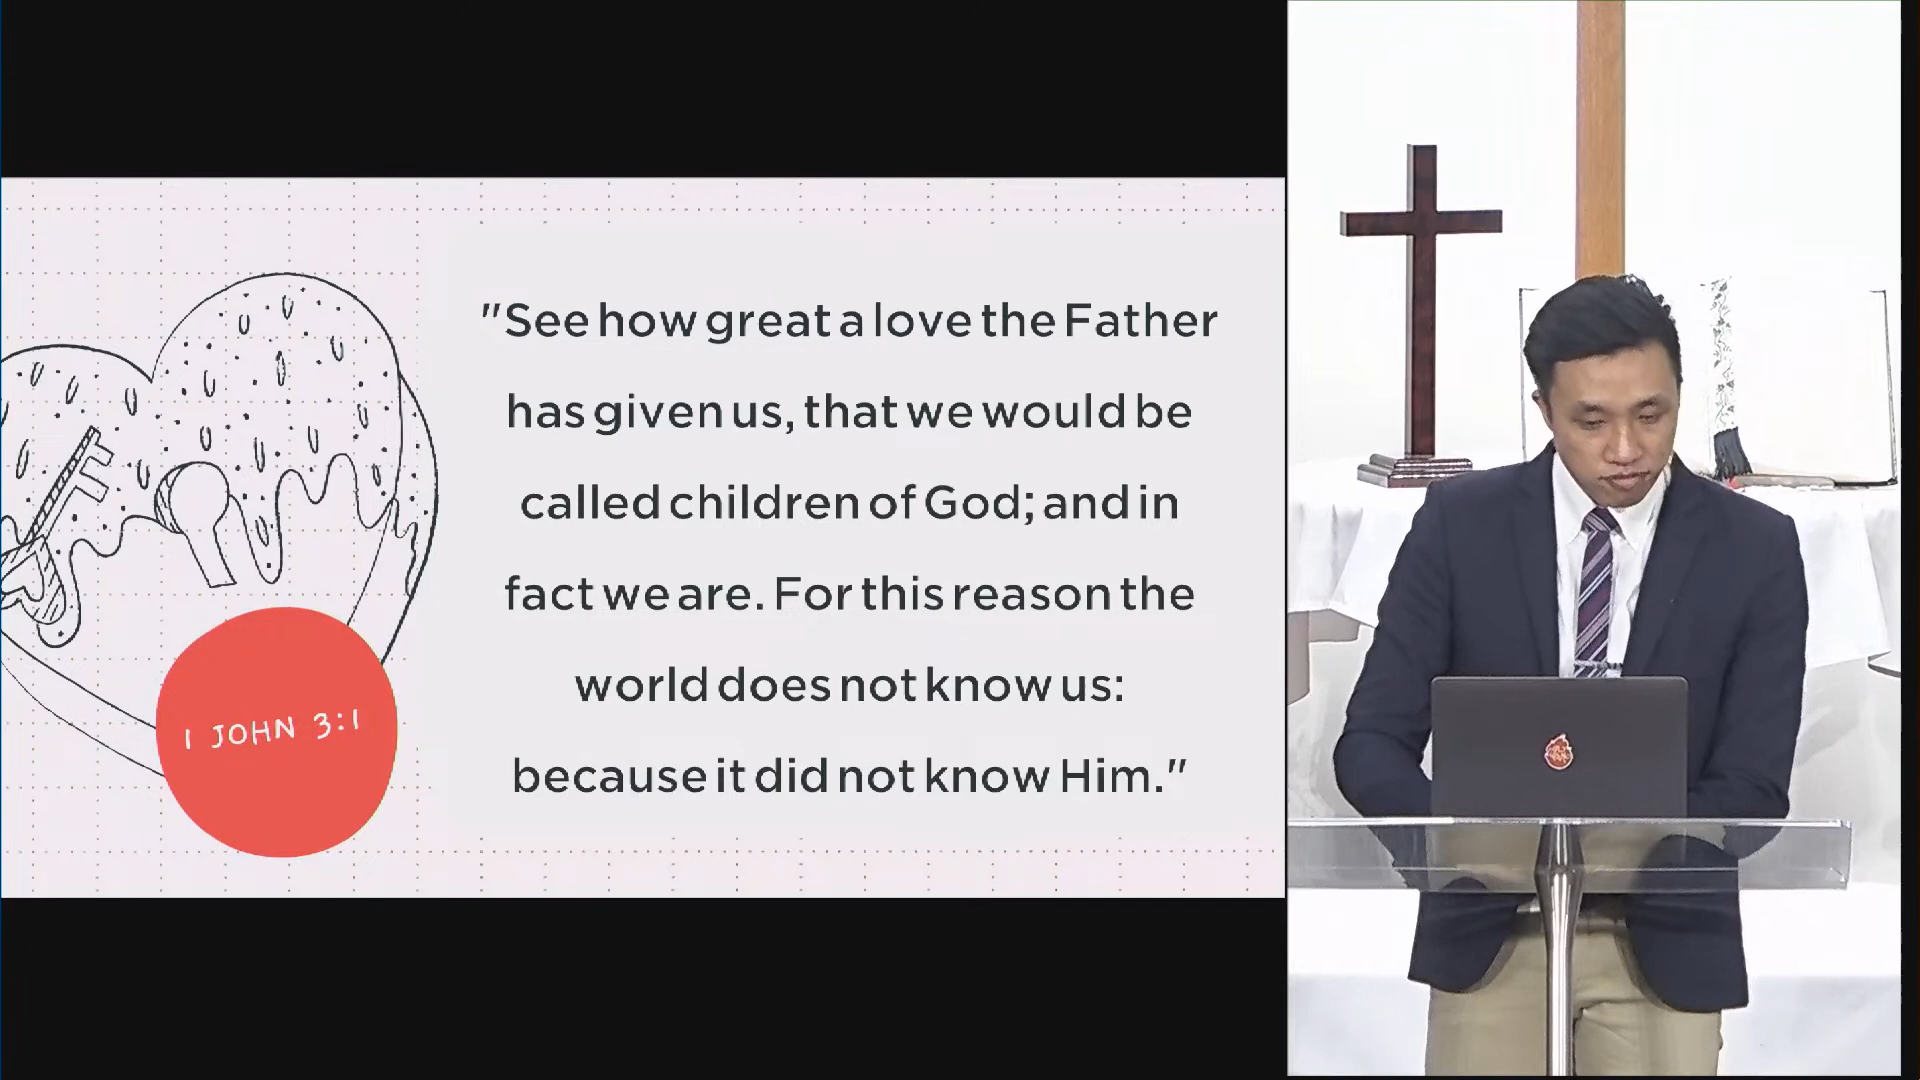 "See how great a love the Father
has given us, that we would be
called children of God; and in
fact we are. For this reason the
world does not know us:
because it did not know Him."
1 JOHN 3:1